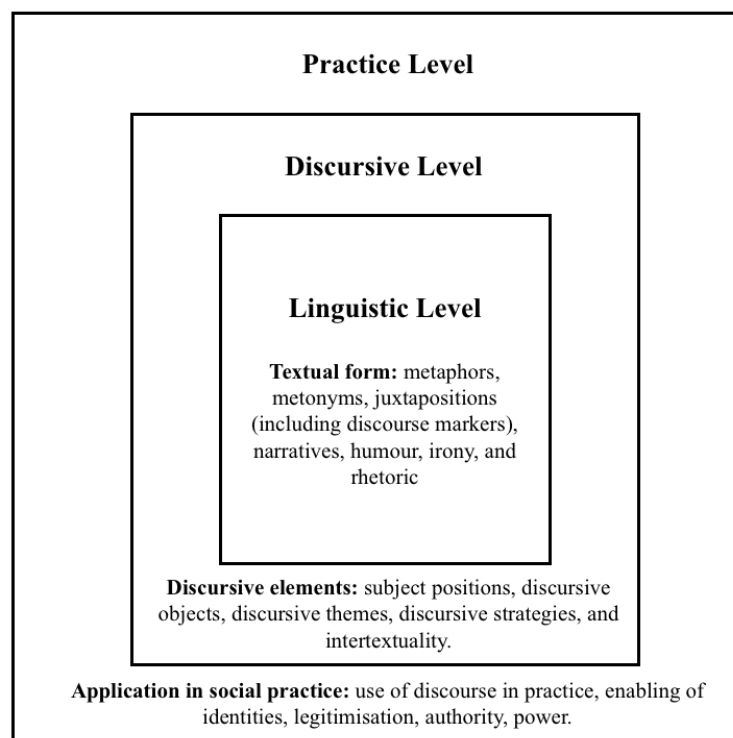 Practice Level
Discursive Level
Linguistic Level
Textual form: metaphors,
metonyms, juxtapositions
(including discourse markers),
narratives, humour, irony, and
rhetoric
Discursive elements: subject positions, discursive
objects, discursive themes, discursive strategies, and
intertextuality.
Application in social practice: use of discourse in practice, enabling of
identities, legitimisation, authority, power.